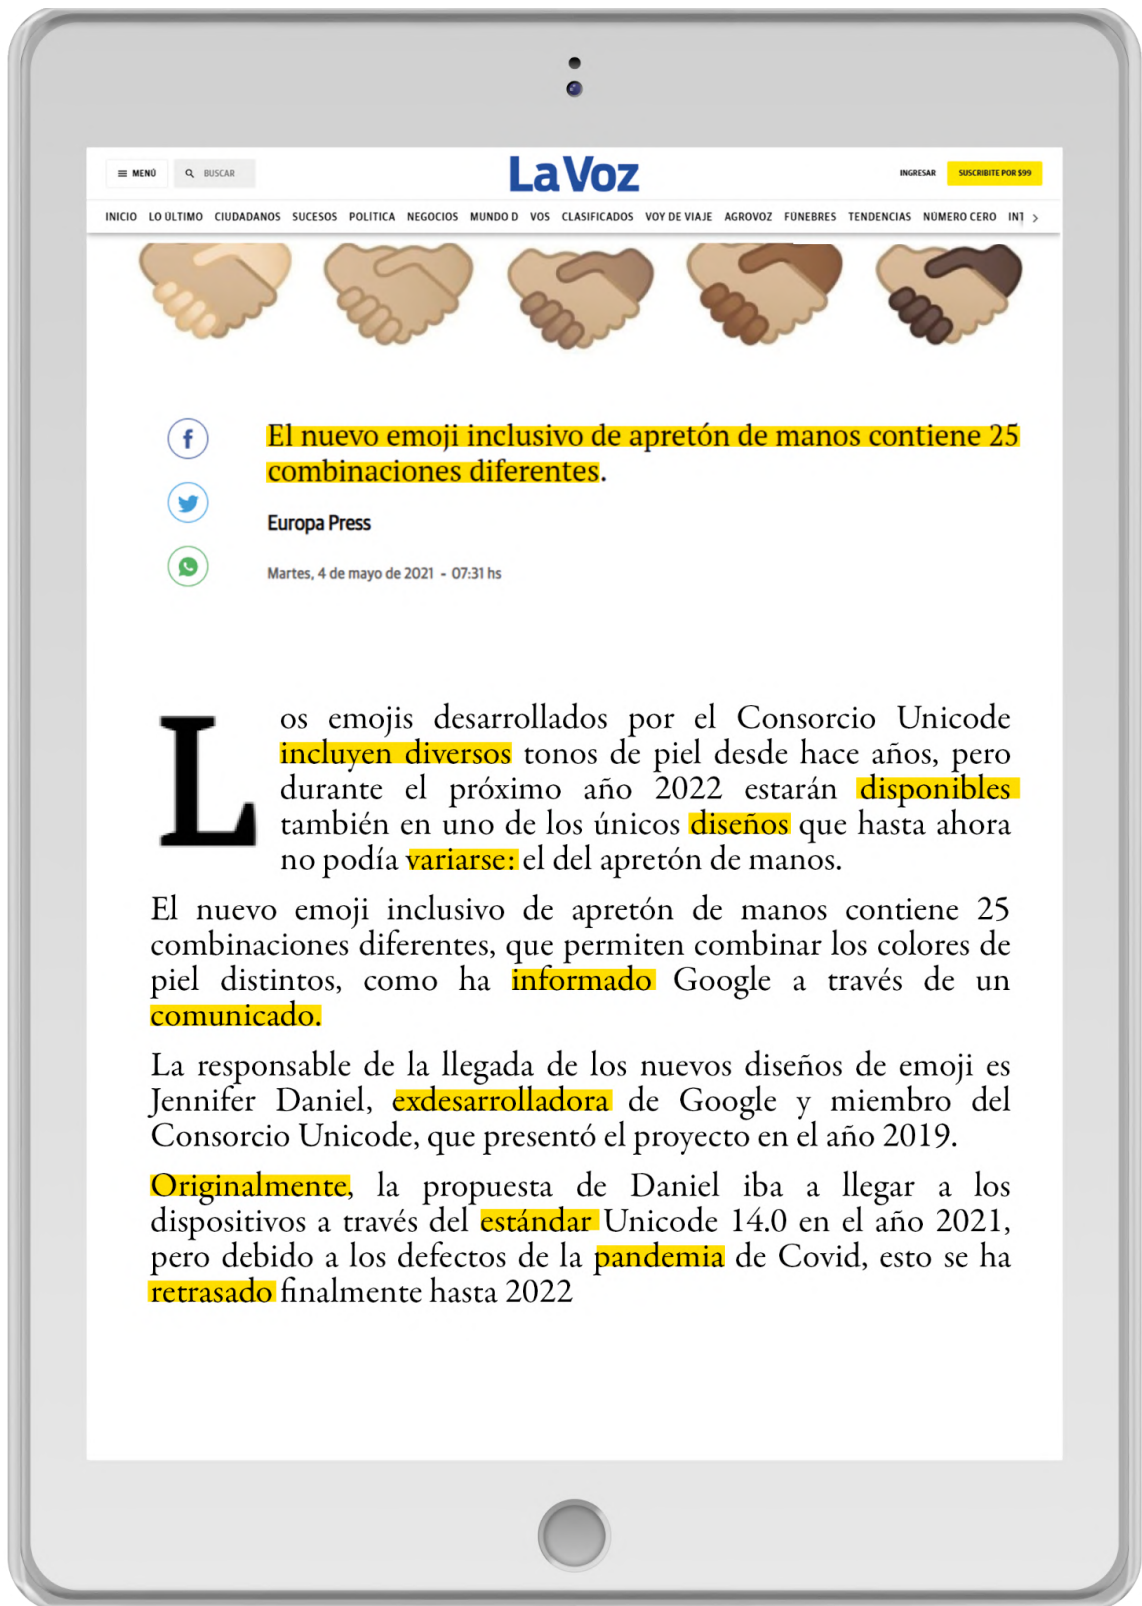 MENÚ
BUSCAR
La Voz
INGRESAR
SUSCRIBITE POR $99
INICIO LO ÚLTIMO CIUDADANOS SUCESOS POLÍTICA NEGOCIOS MUNDO D VOS CLASIFICADOS VOY DE VIAJE AGROVOZ FÚNEBRES TENDENCIAS NÚMERO CERO INT
El nuevo emoji inclusivo de apretón de manos contiene 25
combinaciones diferentes.
Europa Press
Martes, 4 de mayo de 2021 - 07:31 hs
Los emojis desarrollados por el Consorcio Unicode
incluyen diversos tonos de piel desde hace años, pero
durante el próximo año 2022 estarán disponibles
también en uno de los únicos diseños que hasta ahora
no podía variarse: el del apretón de manos.
El nuevo emoji inclusivo de apretón de manos contiene 25
combinaciones diferentes, que permiten combinar los colores de
piel distintos, como ha informado Google a través de un
comunicado.
La responsable de la llegada de los nuevos diseños de emoji es
Jennifer Daniel, exdesarrolladora de Google y miembro del
Consorcio Unicode, que presentó el proyecto en el año 2019.
Originalmente, la propuesta de Daniel iba a llegar a los
dispositivos a través del estándar Unicode 14.0 en el año 2021,
pero debido a los defectos de la pandemia de Covid, esto se ha
retrasado finalmente hasta 2022